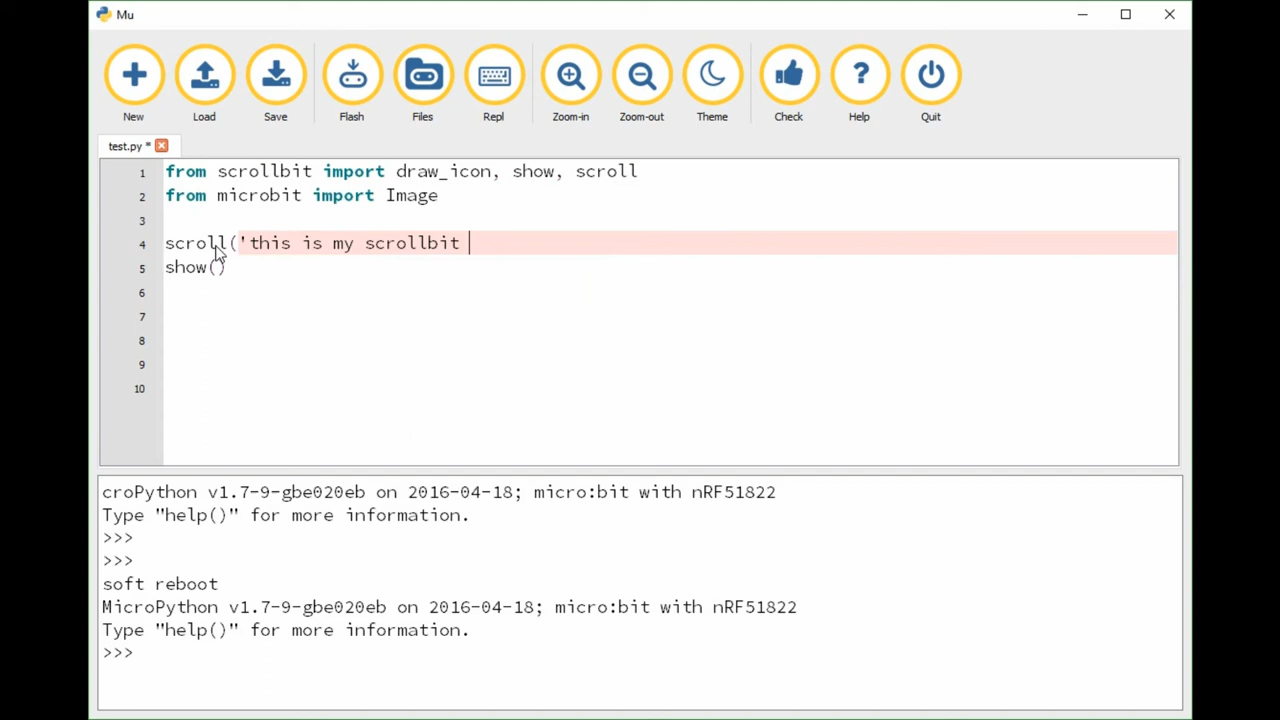 Mu
New Load Save Flash Files Repl Zoom-in Zoom-out Theme Check Help Quit
test.py *
1 from scrollbit import draw_icon, show, scroll
2 from microbit import Image
3
4 scroll('this is my scrollbit
5 show()
6
7
8
9
10
croPython v1.7-9-gbe020eb on 2016-04-18; micro:bit with nRF51822
Type "help()" for more information.
>>>
>>>
soft reboot
MicroPython v1.7-9-gbe020eb on 2016-04-18; micro:bit with nRF51822
Type "help()" for more information.
>>>